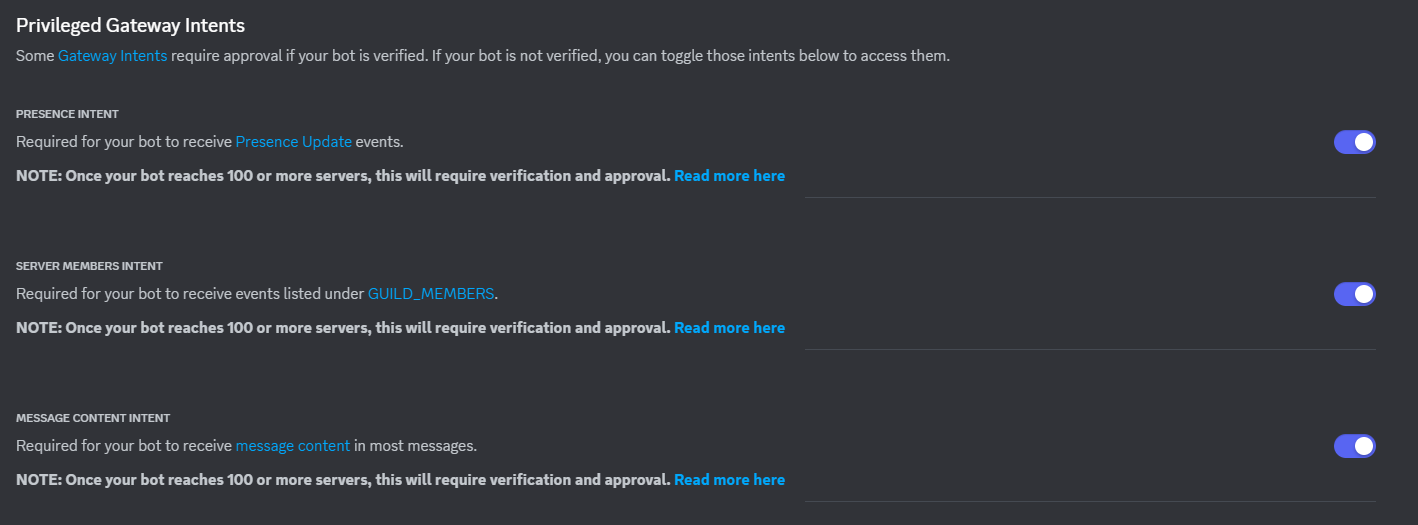 Privileged Gateway Intents
Some Gateway Intents require approval if your bot is verified. If your bot is not verified, you can toggle those intents below to access them.
PRESENCE INTENT
Required for your bot to receive Presence Update events.
NOTE: Once your bot reaches 100 or more servers, this will require verification and approval. Read more here
SERVER MEMBERS INTENT
Required for your bot to receive events listed under GUILD_MEMBERS.
NOTE: Once your bot reaches 100 or more servers, this will require verification and approval. Read more here
MESSAGE CONTENT INTENT
Required for your bot to receive message content in most messages.
NOTE: Once your bot reaches 100 or more servers, this will require verification and approval. Read more here